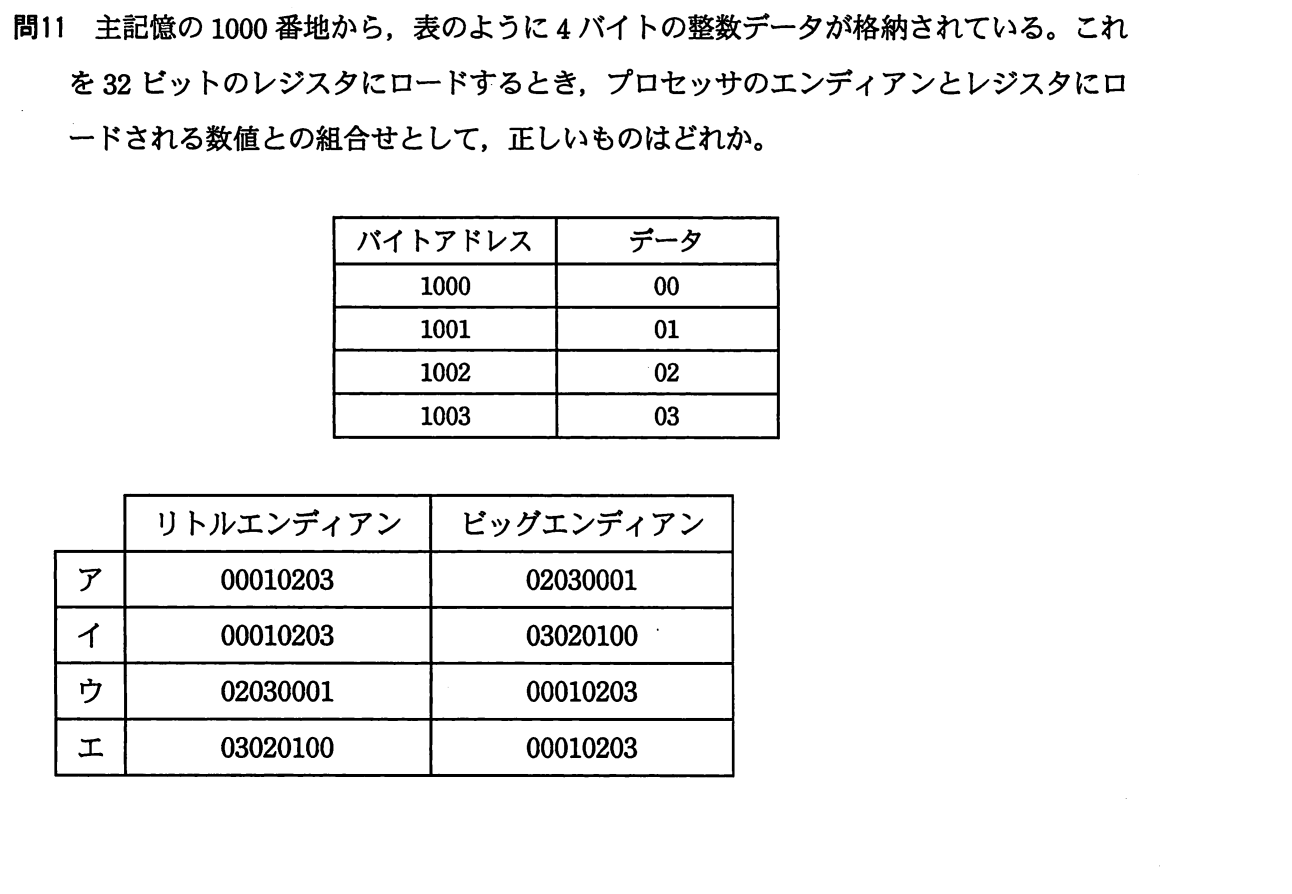 問11 主記憶の 1000 番地から，表のように 4 バイトの整数データが格納されている。これ
を 32 ビットのレジスタにロードするとき，プロセッサのエンディアンとレジスタにロ
ードされる数値との組合せとして，正しいものはどれか。
バイトアドレス データ
1000 00
1001 01
1002 02
1003 03
リトルエンディアン ビッグエンディアン
ア 00010203 02030001
イ 00010203 03020100
ウ 02030001 00010203
エ 03020100 00010203